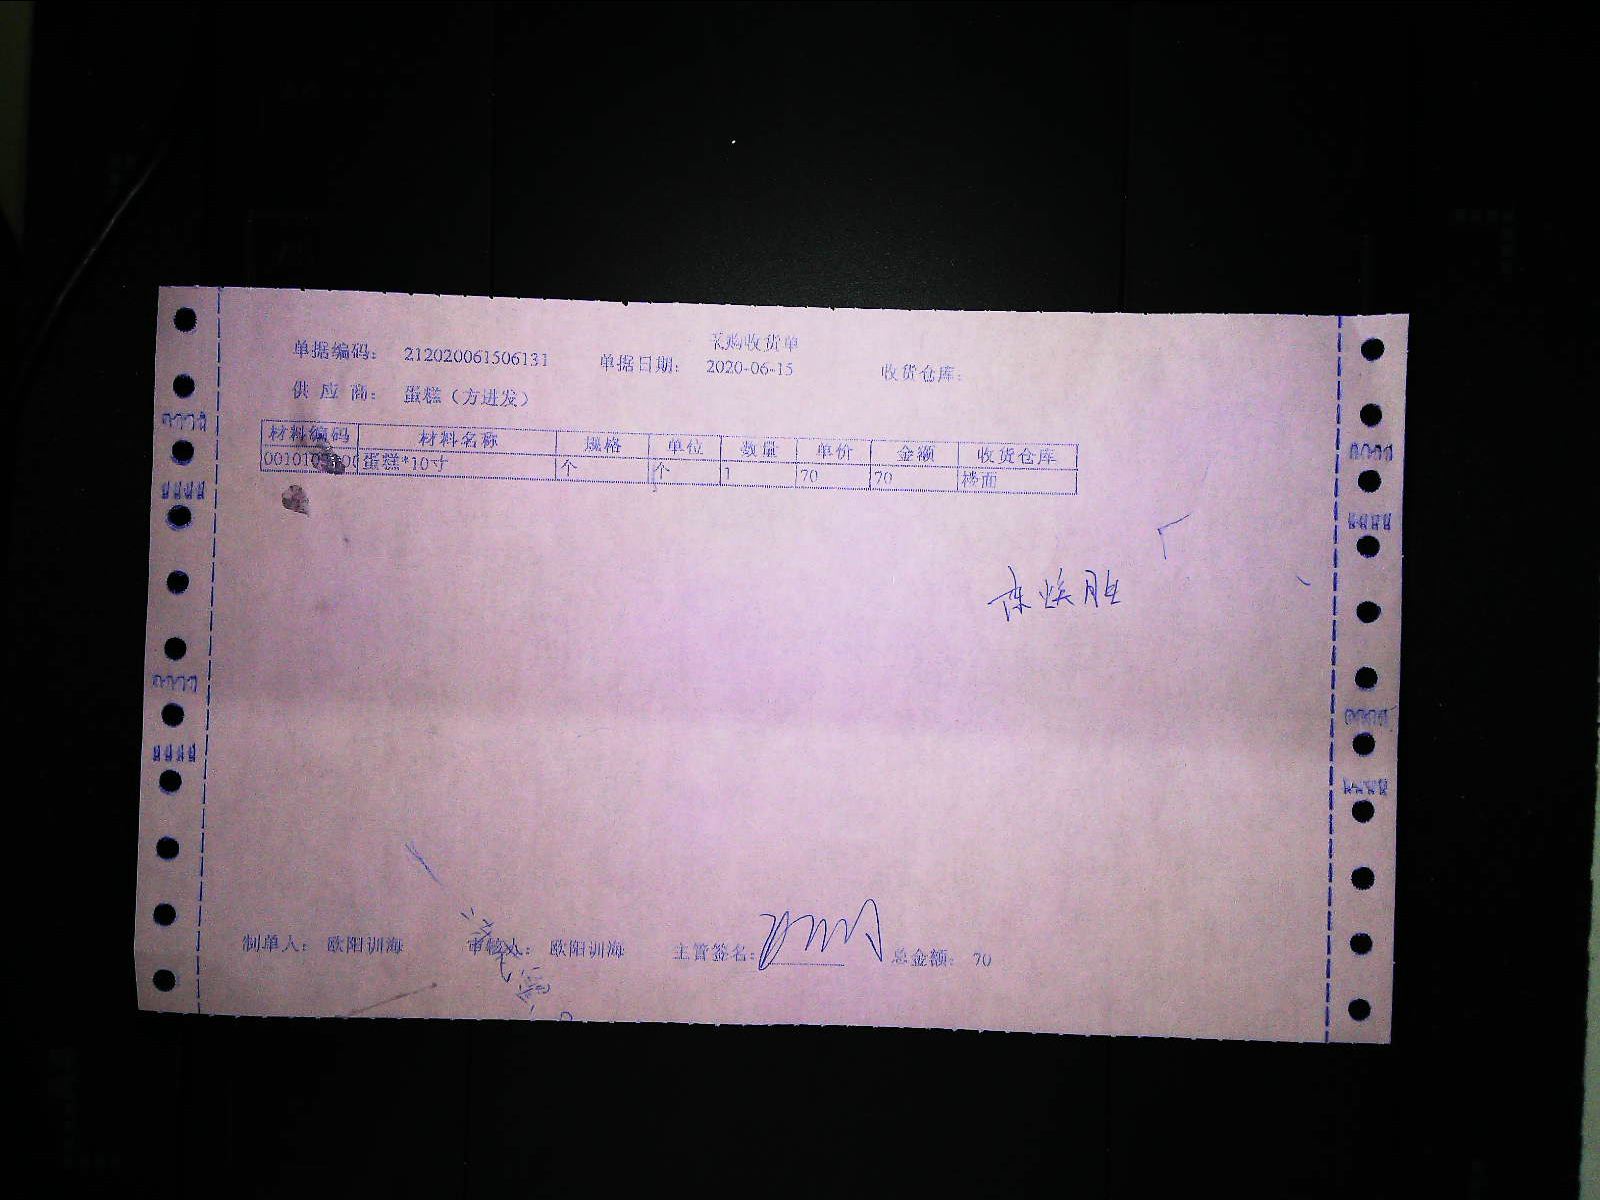 采购收货单
单据编码: 212020061506131 单据日期: 2020-06-15 收货仓库:
供 应 商: 蛋糕（方进发）
材料编码 材料名称 规格 单位 数量 单价 金额 收货仓库
蛋糕*10寸 个 个 1 70 70 楼面
制单人: 欧阳训海 审核人: 欧阳训海 主管签名: 总金额: 70